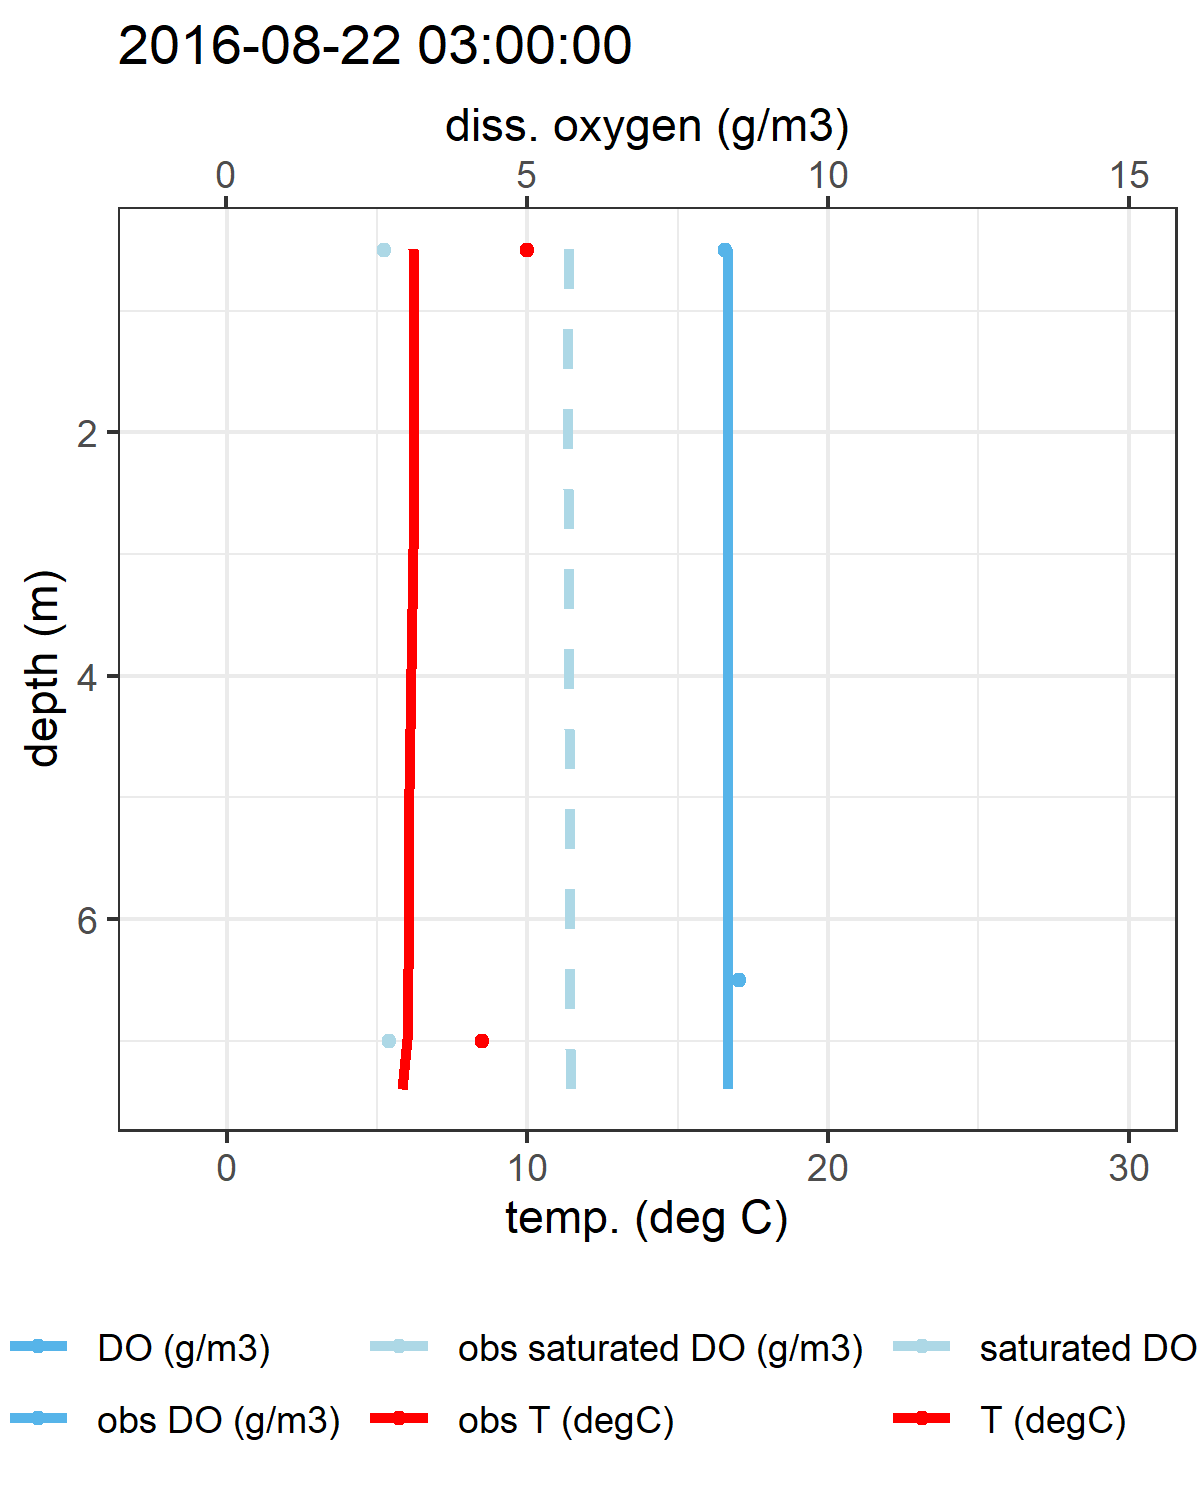 2016-08-22 03:00:00
diss. oxygen (g/m3)
0 5 10 15
2
4
6
depth (m)
0 10 20 30
temp. (deg C)
DO (g/m3) obs saturated DO (g/m3) saturated DO
obs DO (g/m3) obs T (degC) T (degC)